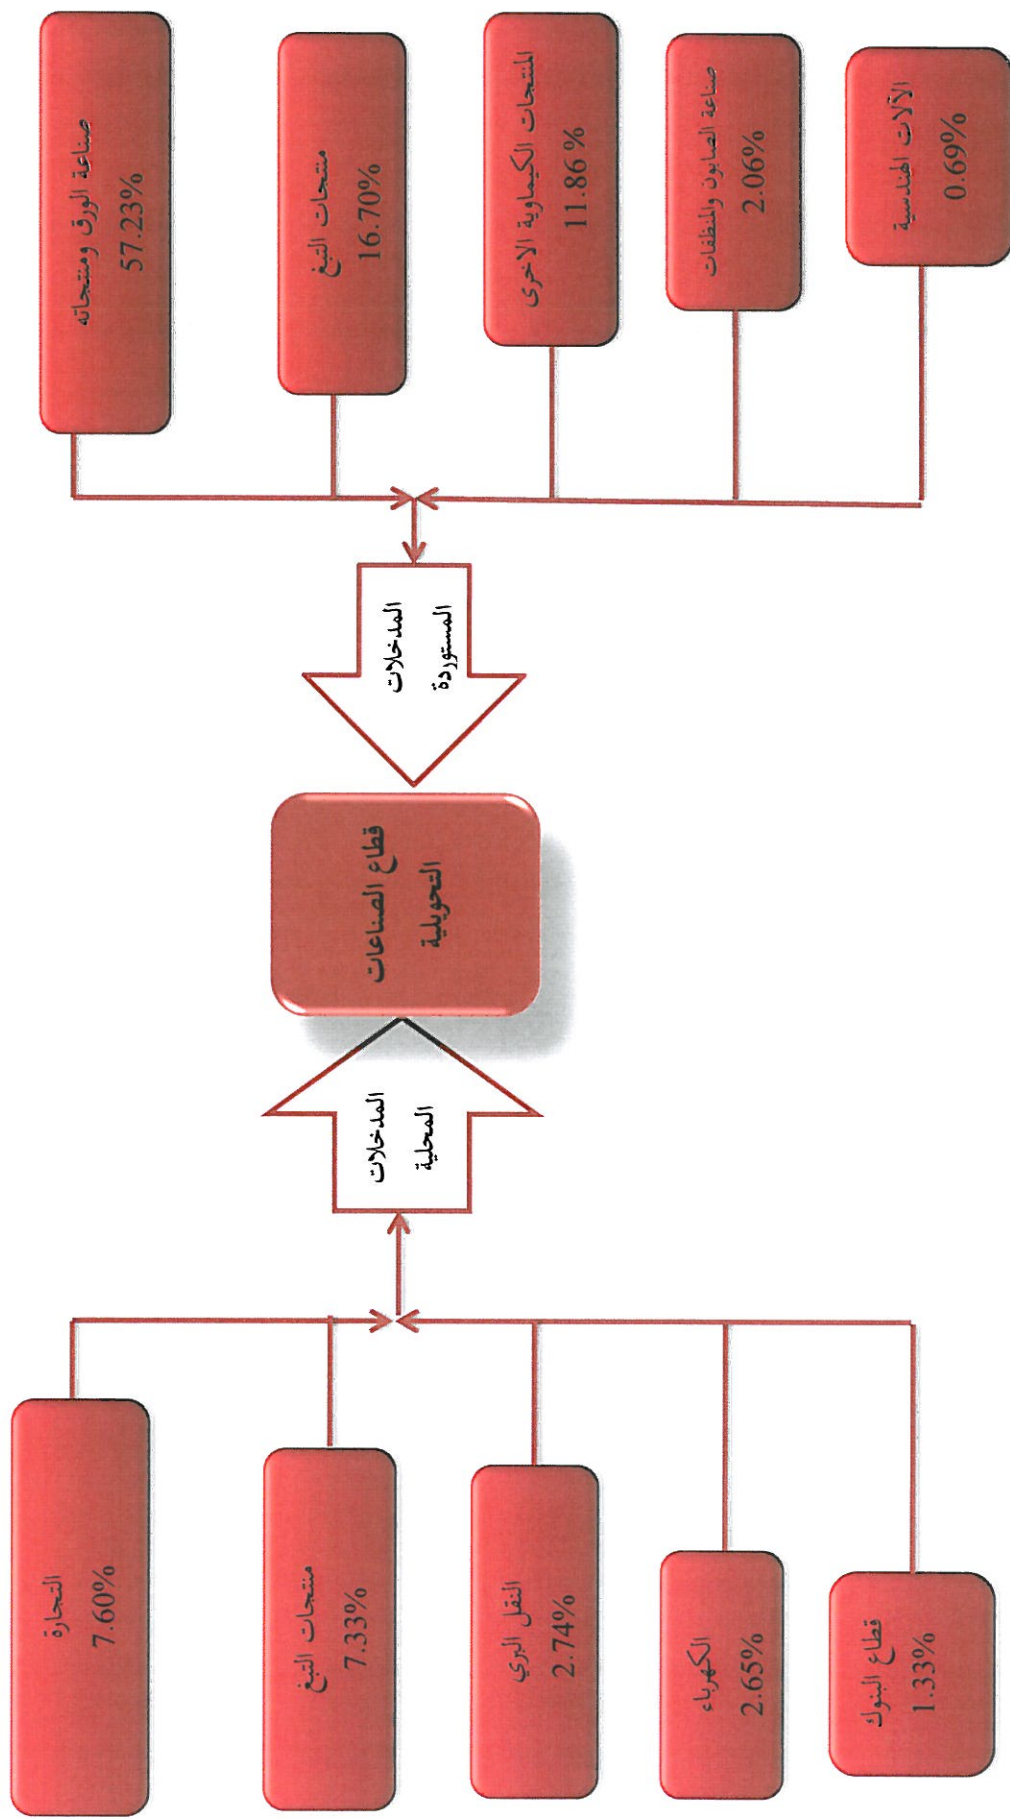 صناعة الورق ومنتجاته
57.23%
منتجات التبغ
16.70%
المنتجات الكيماوية الاخرى
11.86 %
صناعة الصابون والمنظفات
2.06%
الآلات الهندسية
0.69%
المدخلات
المستوردة
قطاع الصناعات
التحويلية
المدخلات
المحلية
التجارة
7.60%
منتجات التبغ
7.33%
النقل البري
2.74%
الكهرباء
2.65%
قطاع البنوك
1.33%